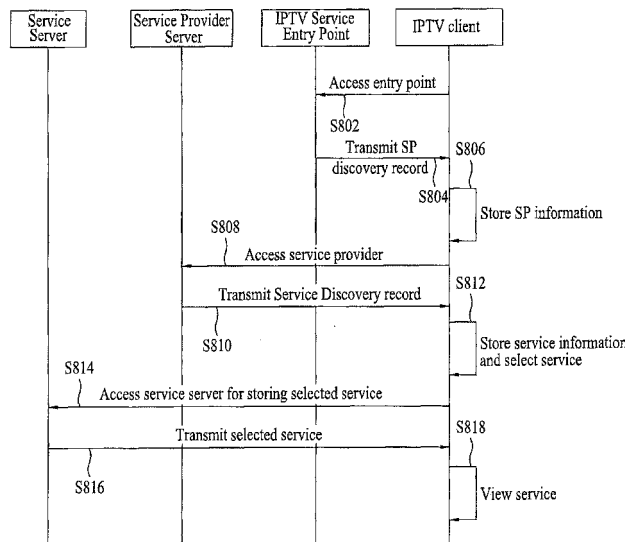 Service
Server
Service Provider
Server
IPTV Service
Entry Point
IPTV client
Access entry point
S802
Transmit SP
discovery record
S804
S806
Store SP information
S808
Access service provider
Transmit Service Discovery record
S810
S812
Store service information
and select service
S814
Access service server for storing selected service
Transmit selected service
S816
S818
View service